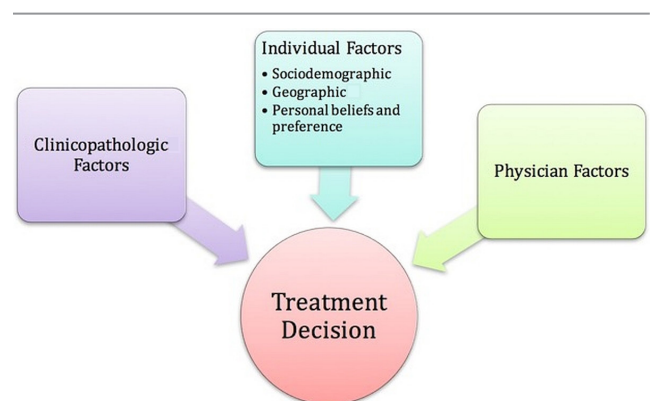 Individual Factors
• Sociodemographic
• Geographic
• Personal beliefs and
preference
Clinicopathologic
Factors
Physician Factors
Treatment
Decision